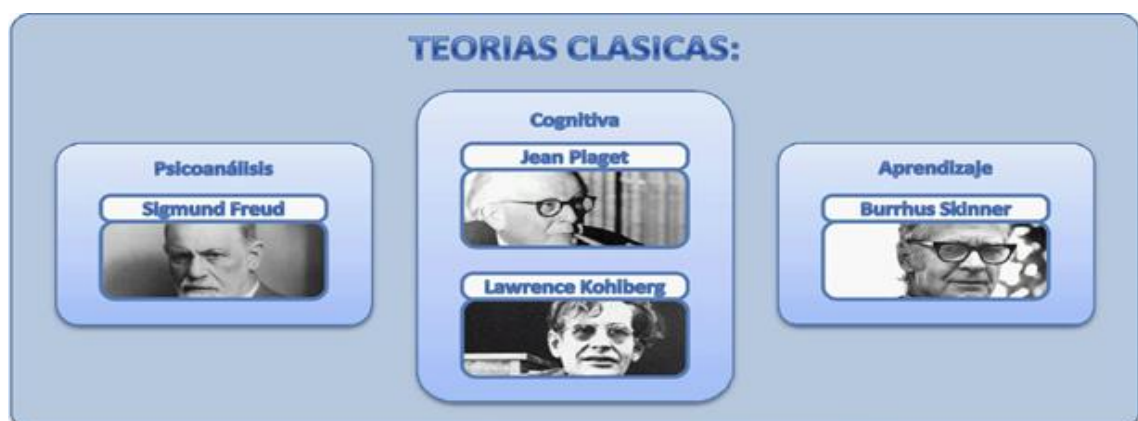 TEORIAS CLASICAS:
Psicoanálisis
Sigmund Freud
Cognitiva
Jean Piaget
Lawrence Kohlberg
Aprendizaje
Burrhus Skinner